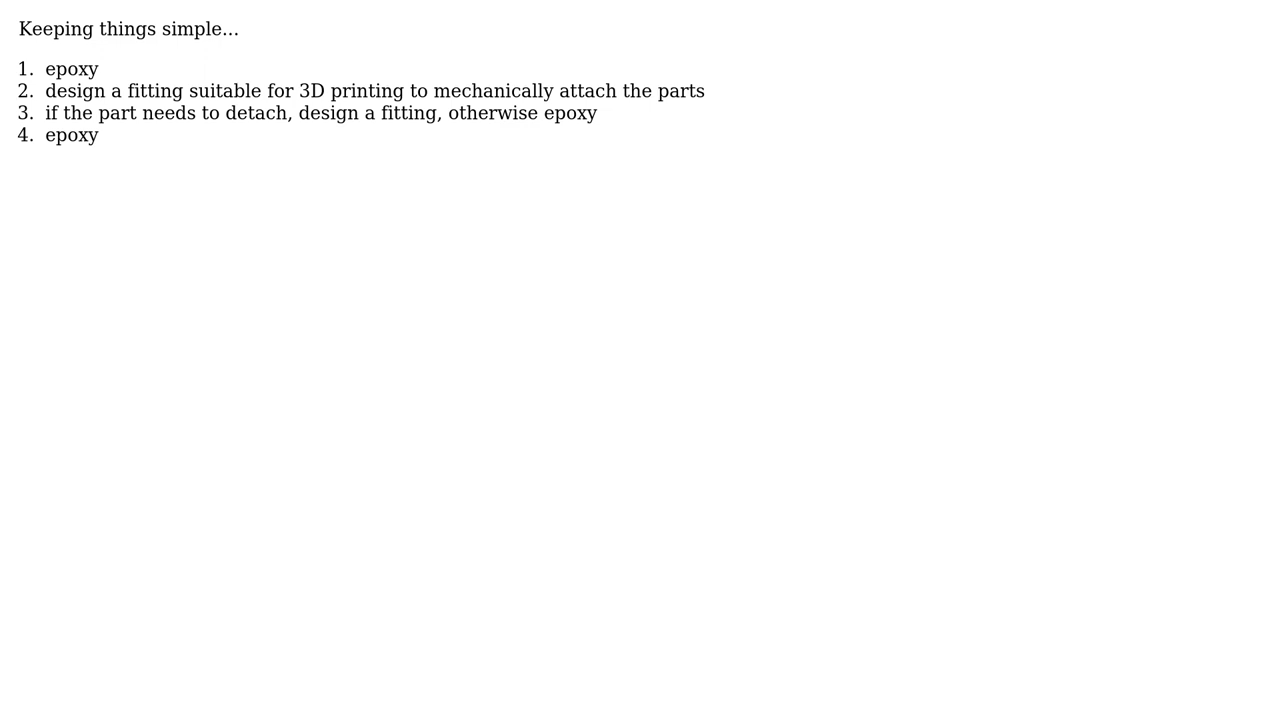 Keeping things simple...
1. epoxy
2. design a fitting suitable for 3D printing to mechanically attach the parts
3. if the part needs to detach, design a fitting, otherwise epoxy
4. epoxy